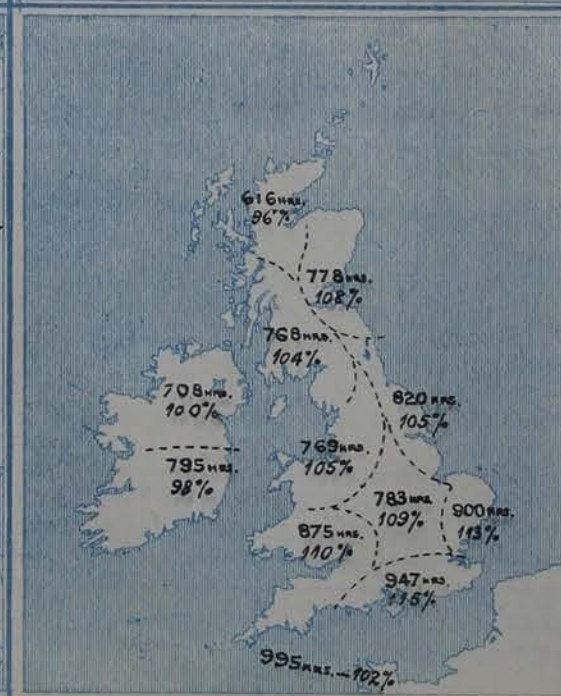 616 HRS.
96%
778 HRS.
108%
768 HRS.
104%
708 HRS.
100%
820 HRS.
105%
795 HRS.
98%
769 HRS.
105%
783 HRS.
109%
900 HRS.
113%
875 HRS.
110%
947 HRS.
115%
995 HRS. — 102%